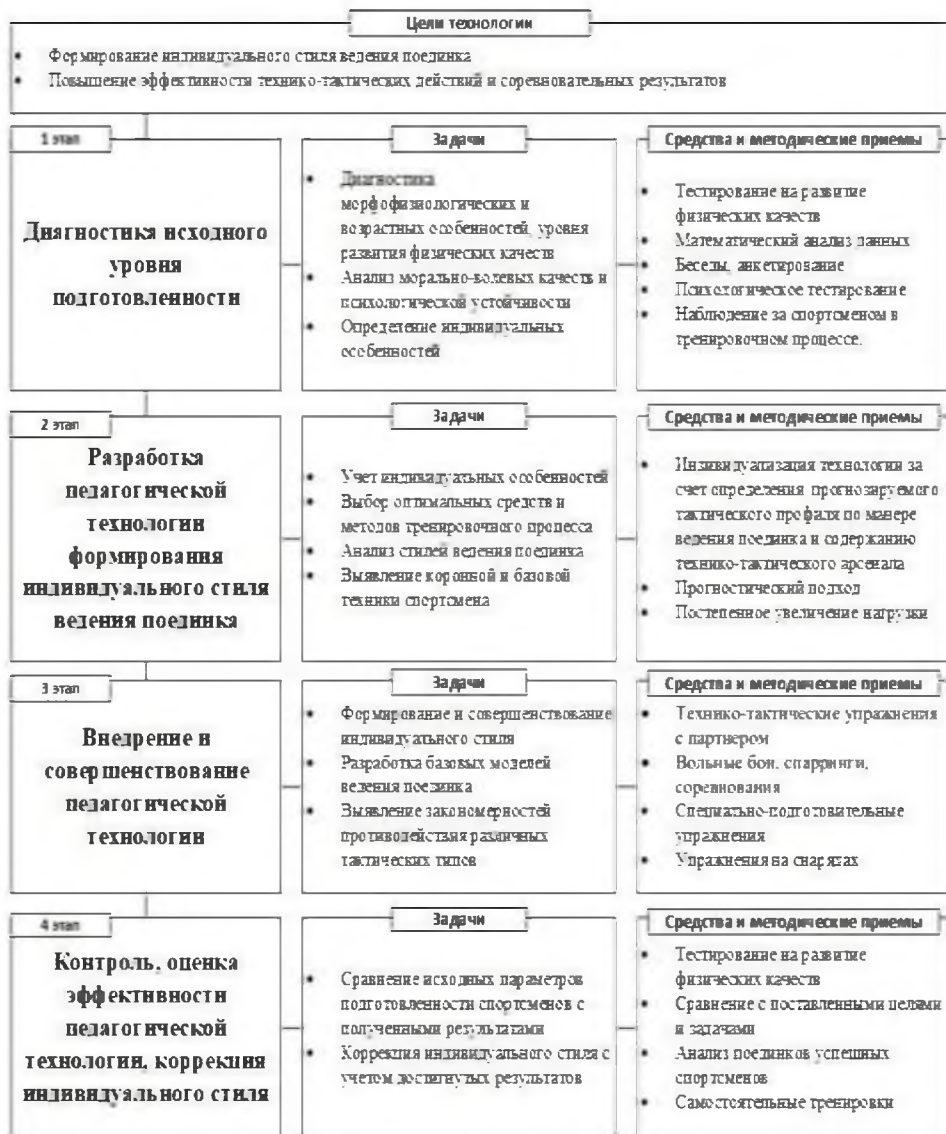 Цели технологии
• Формирование индивидуального стиля ведения поединка
• Повышение эффективности технико-тактических действий и соревновательных результатов
1 этап
Диагностика исходного
уровня
подготовленности
Задачи
• Диагностика
морфофизиологических и
возрастных особенностей, уровня
развития физических качеств
• Анализ морально-волевых качеств и
психологической устойчивости
• Определение индивидуальных
особенностей
Средства и методические приемы
• Тестирование на развитие
физических качеств
• Математический анализ данных
• Беседы, анкетирование
• Психологическое тестирование
• Наблюдение за спортсменом в
тренировочном процессе.
2 этап
Разработка
педагогической
технологии
формирования
индивидуального стиля
ведения поединка
Задачи
• Учет индивидуальных особенностей
• Выбор оптимальных средств и
методов тренировочного процесса
• Анализ стилей ведения поединка
• Выявление коронной и базовой
техники спортсмена
Средства и методические приемы
• Индивидуализация технологии за
счет определения прогнозируемого
тактического профиля по манере
ведения поединка и содержанию
технико-тактического арсенала
• Прогностический подход
• Постепенное увеличение нагрузки
3 этап
Внедрение и
совершенствование
педагогической
технологии
Задачи
• Формирование и совершенствование
индивидуального стиля
• Разработка базовых моделей
ведения поединка
• Выявление закономерностей
противодействия различных
тактических типов
Средства и методические приемы
• Технико-тактические упражнения
с партнером
• Вольные бои, спарринги,
соревнования
• Специально-подготовительные
упражнения
• Упражнения на снарядах
4 этап
Контроль, оценка
эффективности
педагогической
технологии, коррекция
индивидуального стиля
Задачи
• Сравнение исходных параметров
подготовленности спортсменов с
полученными результатами
• Коррекция индивидуального стиля с
учетом достигнутых результатов
Средства и методические приемы
• Тестирование на развитие
физических качеств
• Сравнение с поставленными целями
и задачами
• Анализ поединков успешных
спортсменов
• Самостоятельные тренировки